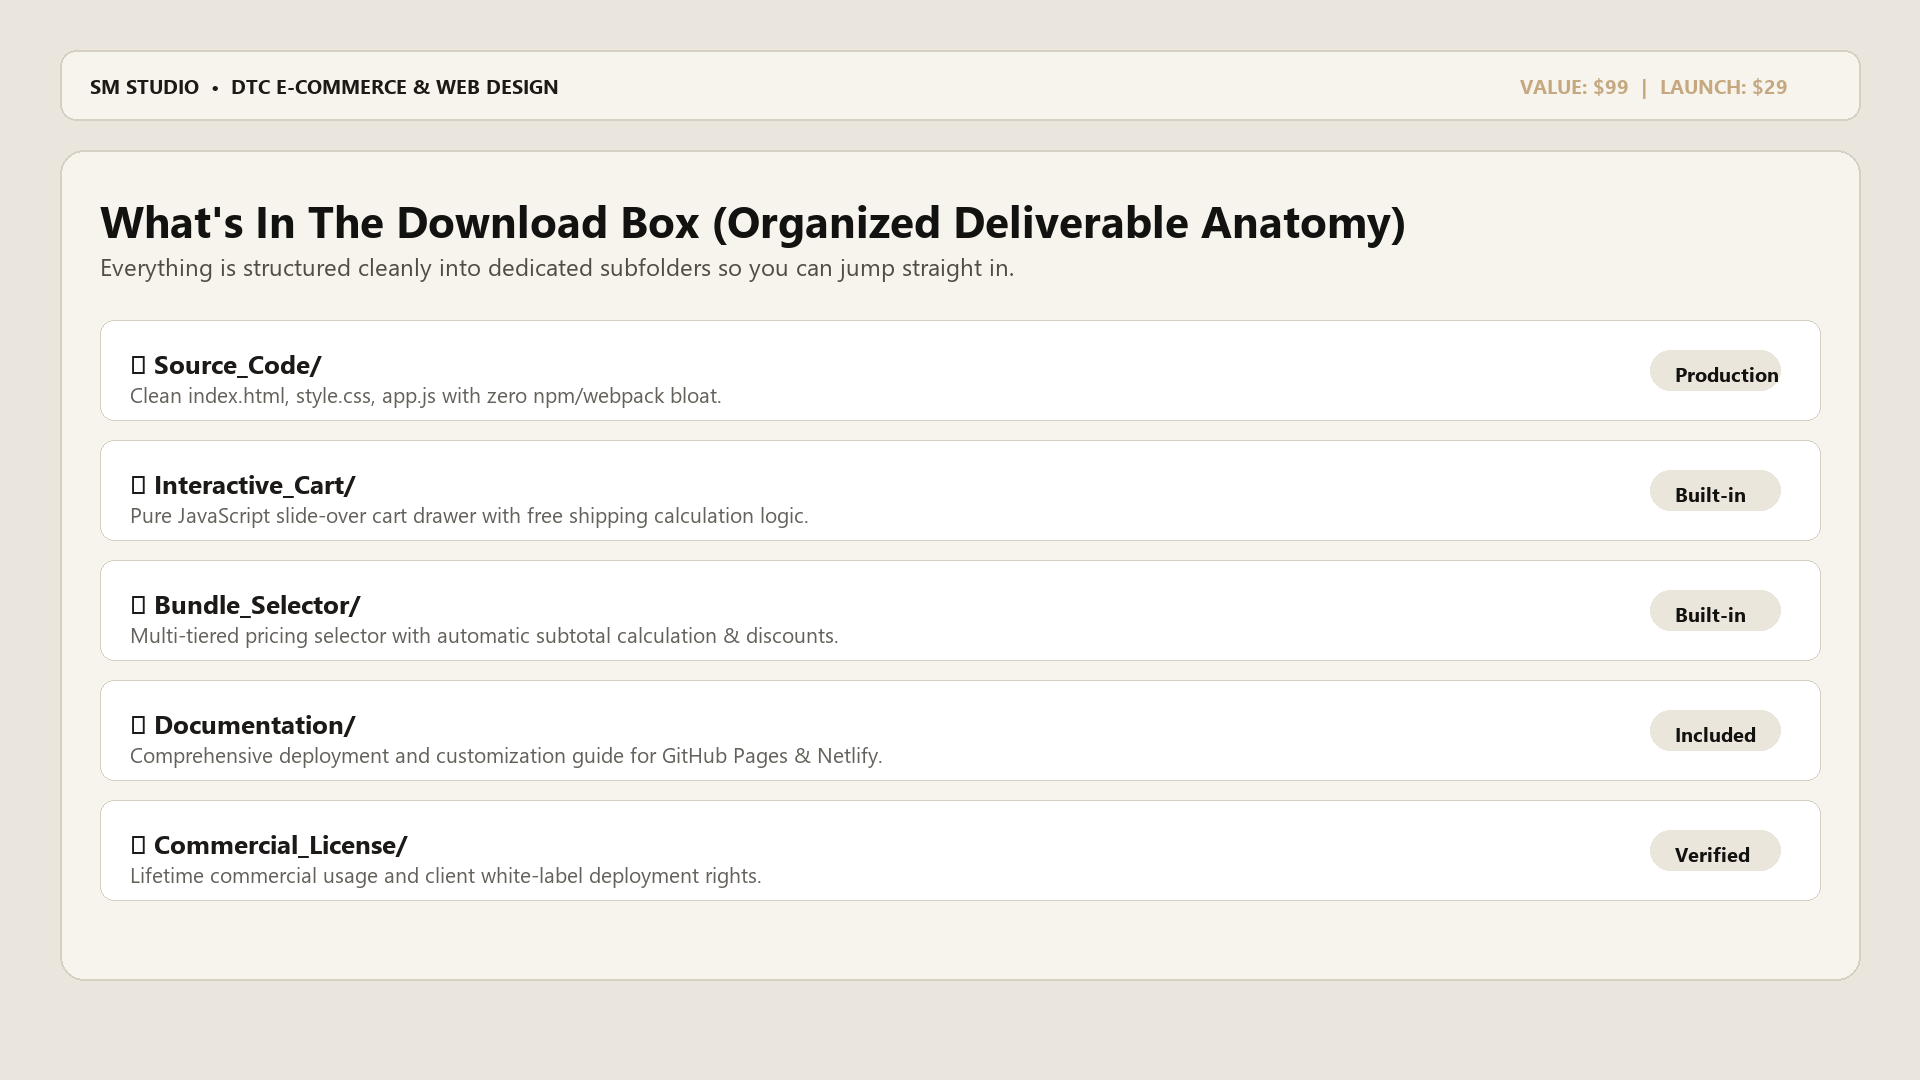 SM STUDIO • DTC E-COMMERCE & WEB DESIGN
VALUE: $99 | LAUNCH: $29
What's In The Download Box (Organized Deliverable Anatomy)
Everything is structured cleanly into dedicated subfolders so you can jump straight in.
Source_Code/
Production
Clean index.html, style.css, app.js with zero npm/webpack bloat.
Interactive_Cart/
Built-in
Pure JavaScript slide-over cart drawer with free shipping calculation logic.
Bundle_Selector/
Built-in
Multi-tiered pricing selector with automatic subtotal calculation & discounts.
Documentation/
Included
Comprehensive deployment and customization guide for GitHub Pages & Netlify.
Commercial_License/
Verified
Lifetime commercial usage and client white-label deployment rights.